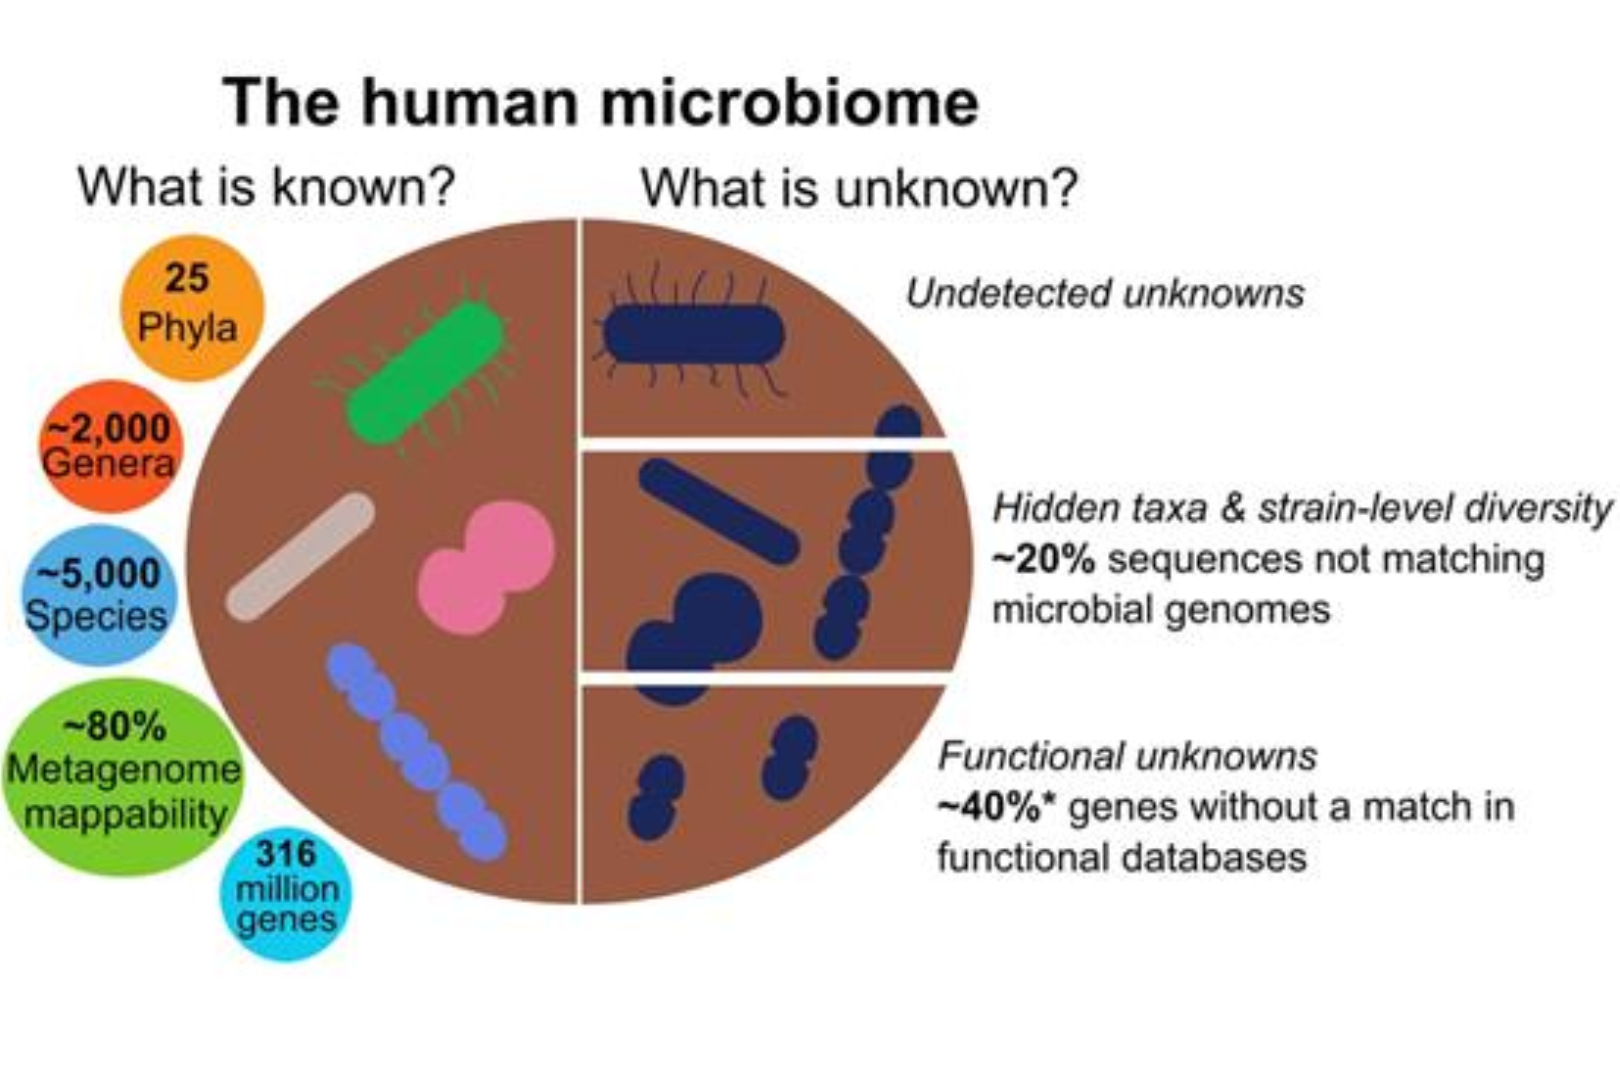 The human microbiome
What is known?
What is unknown?
25
Phyla
~2,000
Genera
~5,000
Species
~80%
Metagenome
mappability
316
million
genes
Undetected unknowns
Hidden taxa & strain-level diversity
~20% sequences not matching
microbial genomes
Functional unknowns
~40%* genes without a match in
functional databases